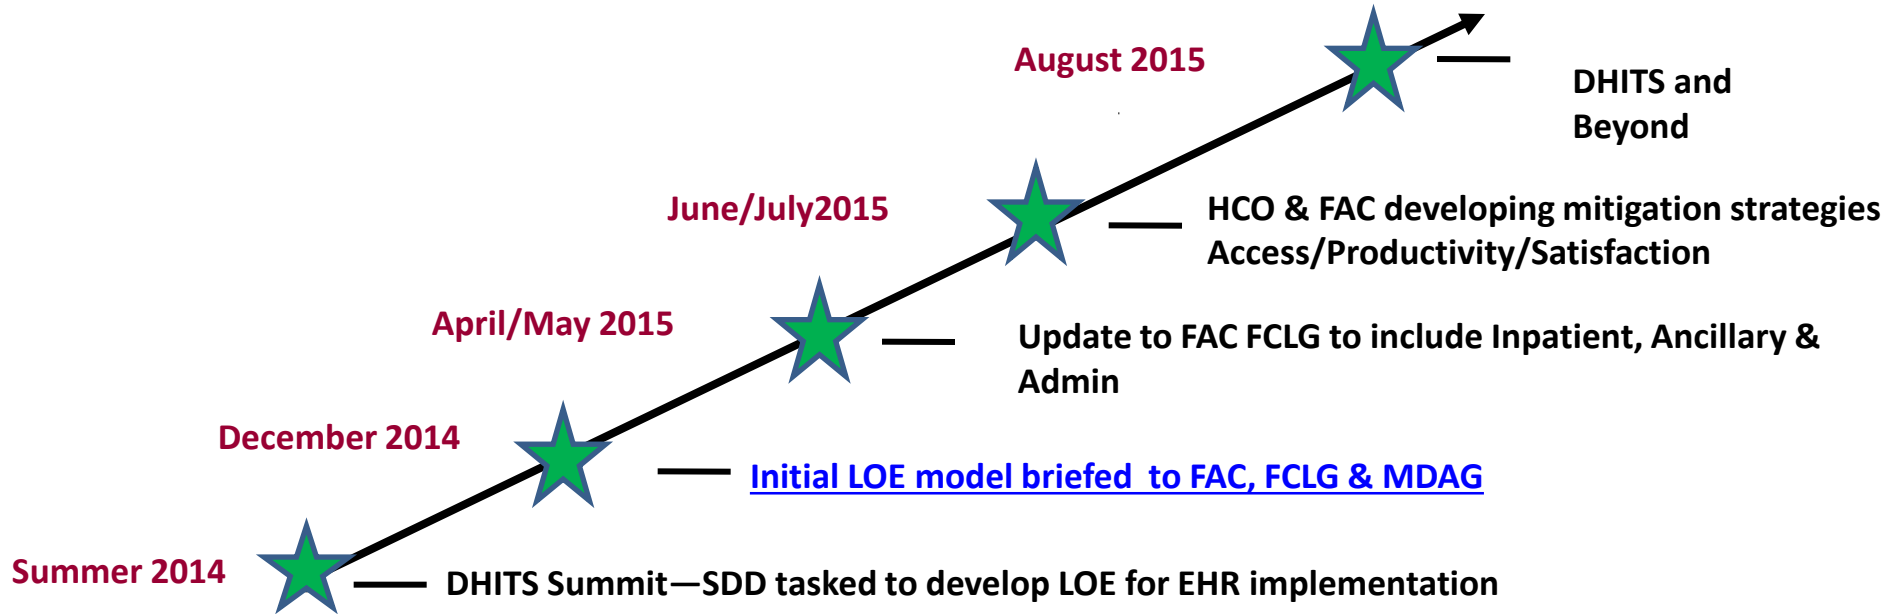 August 2015
DHITS and
Beyond
June/July2015
HCO & FAC developing mitigation strategies
Access/Productivity/Satisfaction
April/May 2015
Update to FAC FCLG to include Inpatient, Ancillary &
Admin
December 2014
Initial LOE model briefed  to FAC, FCLG & MDAG
Summer 2014
DHITS Summit—SDD tasked to develop LOE for EHR implementation